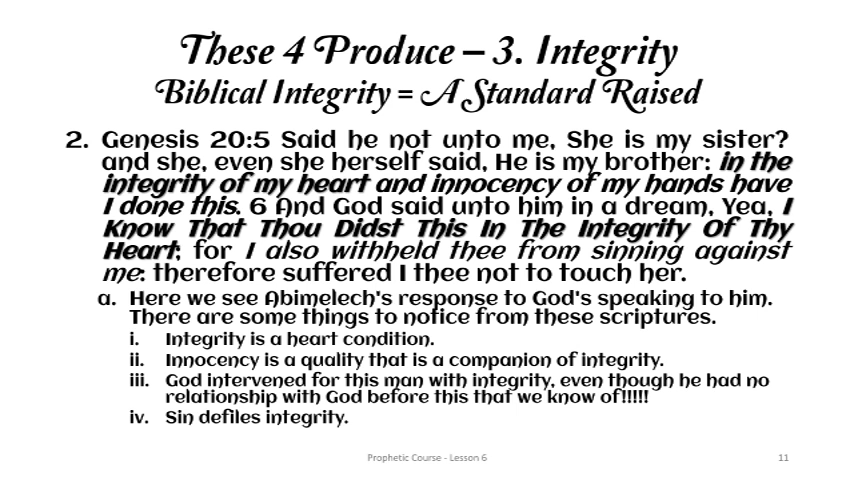 These 4 Produce – 3. Integrity
Biblical Integrity = A Standard Raised
2. Genesis 20:5 Said he not unto me, She is my sister?
and she, even she herself said, He is my brother: in the
integrity of my heart and innocency of my hands have
I done this. 6 And God said unto him in a dream, Yea, I
Know That Thou Didst This In The Integrity Of Thy
Heart; for I also withheld thee from sinning against
me: therefore suffered I thee not to touch her.
a. Here we see Abimelech's response to God's speaking to him.
There are some things to notice from these scriptures.
i. Integrity is a heart condition.
ii. Innocency is a quality that is a companion of integrity.
iii. God intervened for this man with integrity, even though he had no
relationship with God before this that we know of!!!!!
iv. Sin defiles integrity.
Prophetic Course - Lesson 6
11